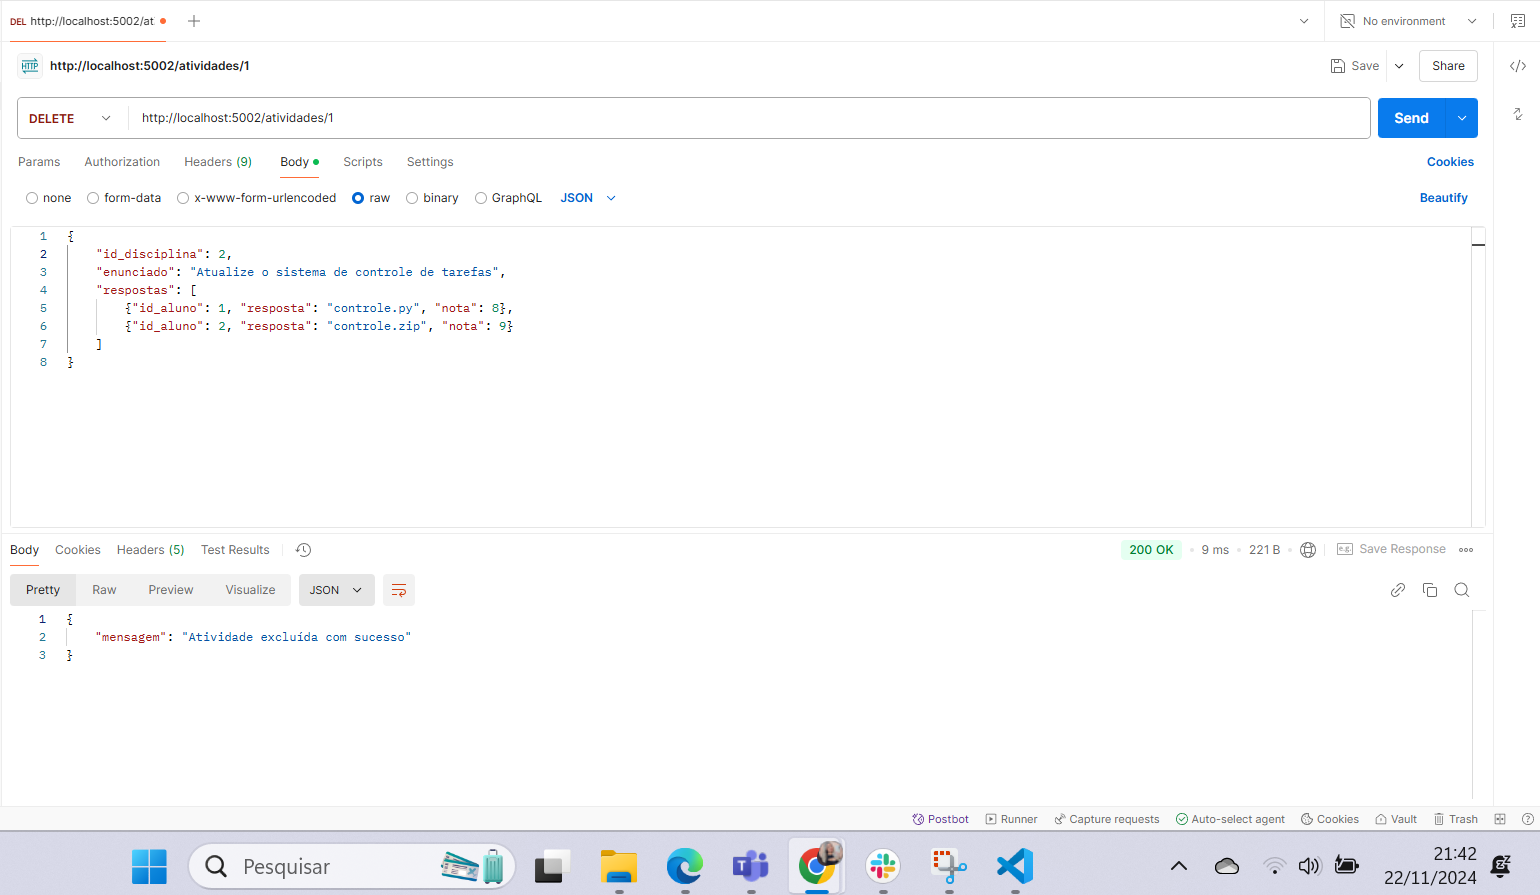 DEL http://localhost:5002/at
No environment
HTTP http://localhost:5002/atividades/1
Save
Share
DELETE
http://localhost:5002/atividades/1
Send
Params
Authorization
Headers (9)
Body
Scripts
Settings
Cookies
none
form-data
x-www-form-urlencoded
raw
binary
GraphQL
JSON
Beautify
1 {
2 "id_disciplina": 2,
3 "enunciado": "Atualize o sistema de controle de tarefas",
4 "respostas": [
5 {"id_aluno": 1, "resposta": "controle.py", "nota": 8},
6 {"id_aluno": 2, "resposta": "controle.zip", "nota": 9}
7 ]
8 }
Body
Cookies
Headers (5)
Test Results
200 OK
9 ms
221 B
e.g. Save Response
Pretty
Raw
Preview
Visualize
JSON
1 {
2 "mensagem": "Atividade excluída com sucesso"
3 }
Postbot
Runner
Capture requests
Auto-select agent
Cookies
Vault
Trash
Pesquisar
21:42
22/11/2024